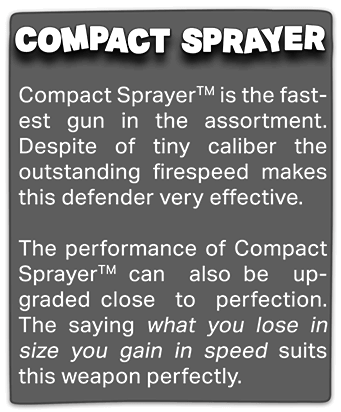 COMPACT SPRAYER
Compact Sprayer™ is the fast-
est gun in the assortment.
Despite of tiny caliber the
outstanding firespeed makes
this defender very effective.
The performance of Compact
Sprayer™ can also be up-
graded close to perfection.
The saying what you lose in
size you gain in speed suits
this weapon perfectly.